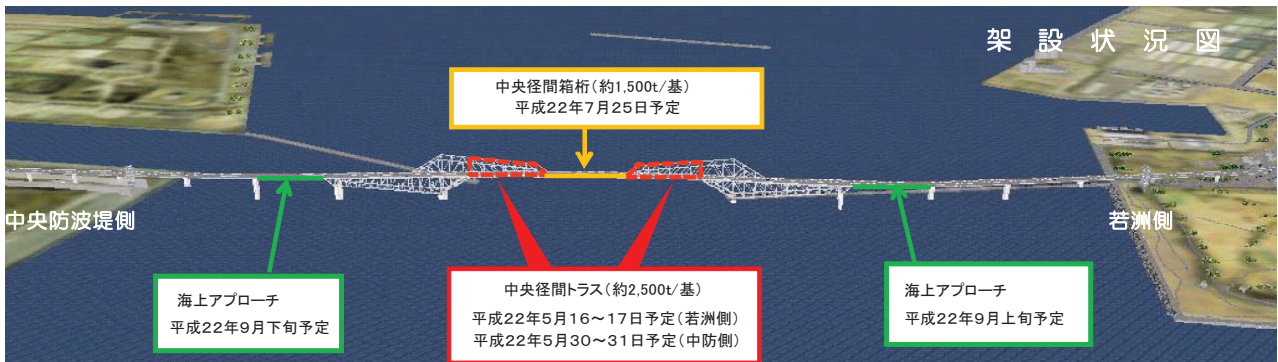 架設状況図
中央径間箱桁(約1,500t/基)
平成22年7月25日予定
中央防波堤側
若洲側
海上アプローチ
平成22年9月下旬予定
中央径間トラス(約2,500t/基)
平成22年5月16～17日予定(若洲側)
平成22年5月30～31日予定(中防側)
海上アプローチ
平成22年9月上旬予定